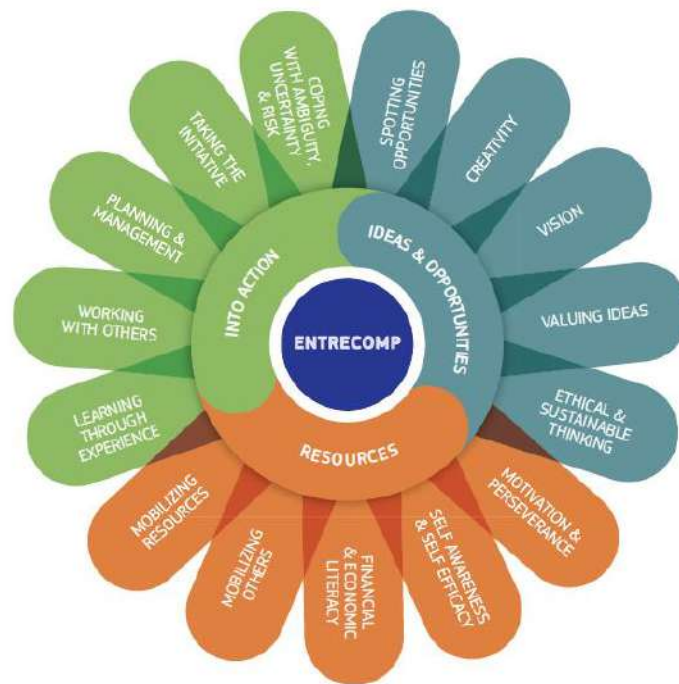 ENTRECOMP
IDEAS & OPPORTUNITIES
SPOTTING
OPPORTUNITIES
CREATIVITY
VISION
VALUING IDEAS
ETHICAL &
SUSTAINABLE
THINKING
RESOURCES
MOTIVATION &
PERSEVERANCE
SELF AWARENESS
& SELF EFFICACY
FINANCIAL
& ECONOMIC
LITERACY
MOBILIZING
OTHERS
MOBILIZING
RESOURCES
INTO ACTION
LEARNING
THROUGH
EXPERIENCE
WORKING
WITH OTHERS
PLANNING &
MANAGEMENT
TAKING THE
INITIATIVE
COPING
WITH AMBIGUITY,
UNCERTAINTY
& RISK